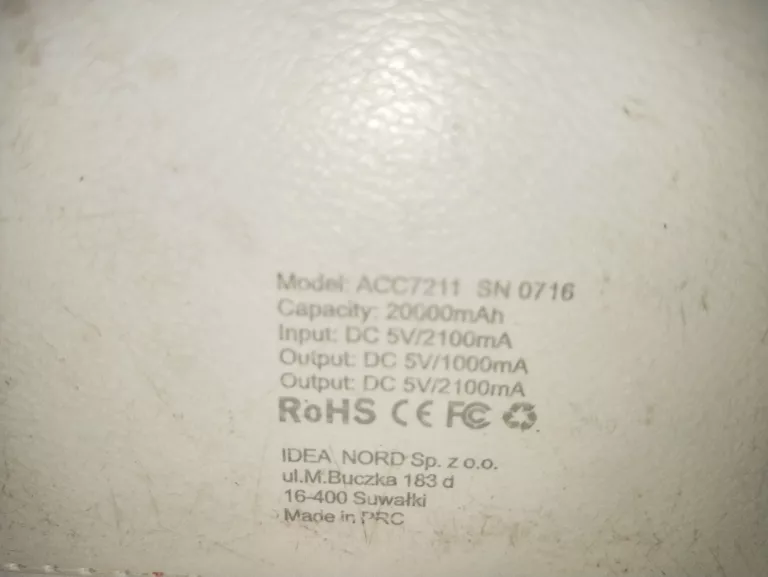 Model: ACC7211 SN 0716
Capacity: 20000mAh
Input: DC 5V/2100mA
Output: DC 5V/1000mA
Output: DC 5V/2100mA
RoHS CE FC
IDEA NORD Sp. z o.o.
ul.M.Buczka 183 d
16-400 Suwałki
Made in PRC